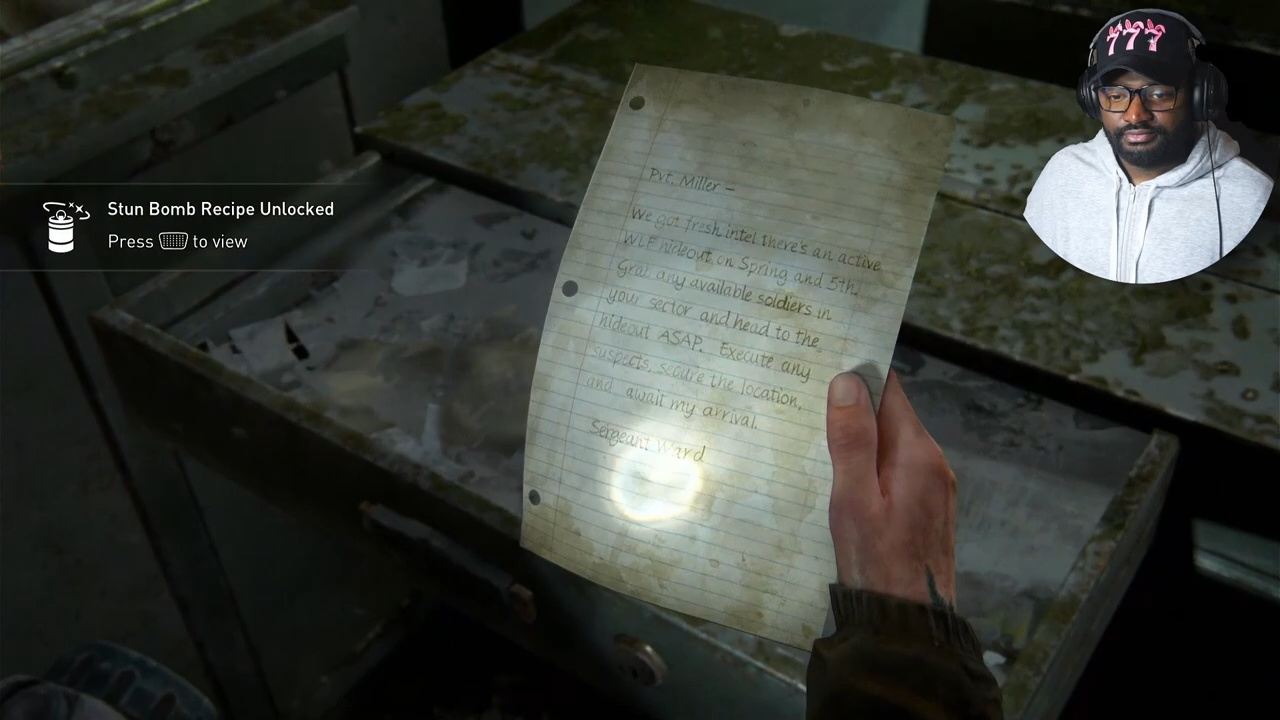 777
Stun Bomb Recipe Unlocked
Press to view
Pvt. Miller -
We got fresh intel there's an active
WLF hideout on Spring and 5th.
Grab any available soldiers in
your sector and head to the
hideout ASAP. Execute any
suspects, secure the location,
and await my arrival.
Sergeant Ward